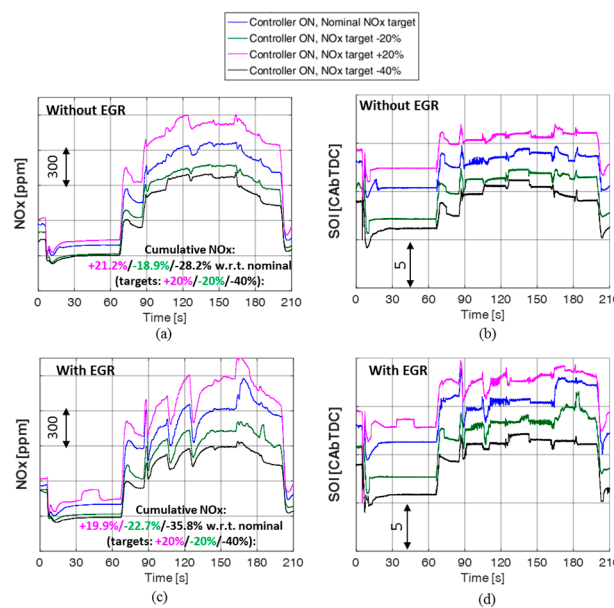 Controller ON, Nominal NOx target
Controller ON, NOx target -20%
Controller ON, NOx target +20%
Controller ON, NOx target -40%
Without EGR
300
NOx [ppm]
Cumulative NOx:
+21.2%/-18.9%/-28.2% w.r.t. nominal
(targets: +20%/-20%/-40%):
0 30 60 90 120 150 180 210
Time [s]
(a)
Without EGR
SOI [CAbTDC]
5
0 30 60 90 120 150 180 210
Time [s]
(b)
With EGR
300
NOx [ppm]
Cumulative NOx:
+19.9%/-22.7%/-35.8% w.r.t. nominal
(targets: +20%/-20%/-40%):
0 30 60 90 120 150 180 210
Time [s]
(c)
With EGR
SOI [CAbTDC]
5
0 30 60 90 120 150 180 210
Time [s]
(d)